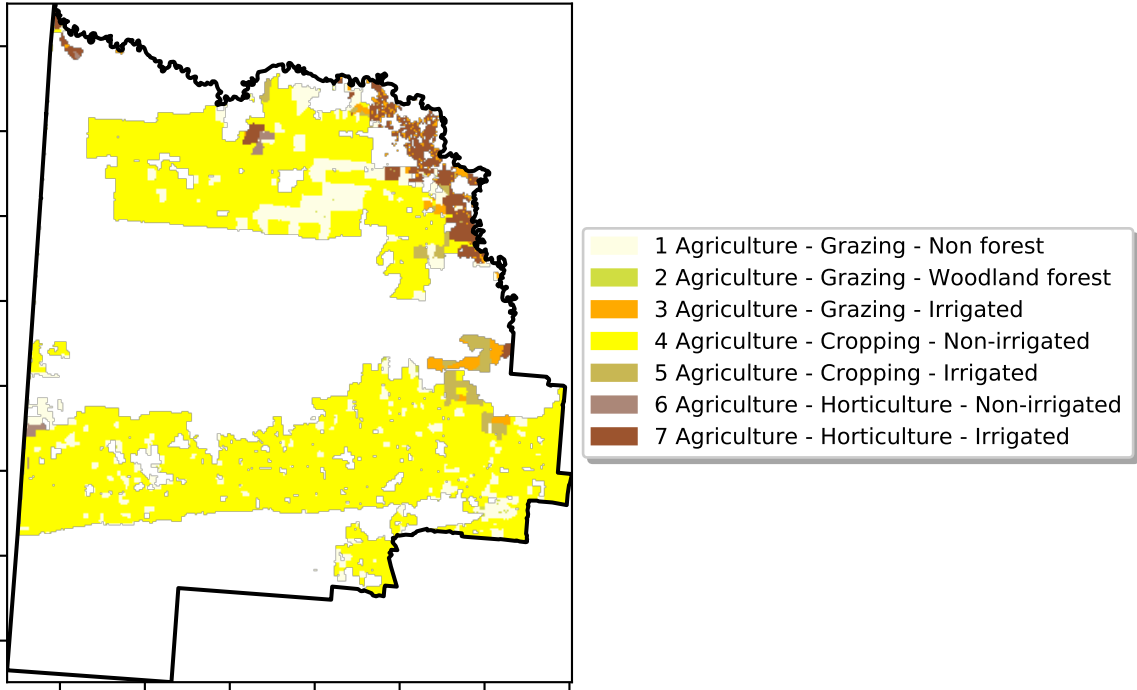 1 Agriculture - Grazing - Non forest
2 Agriculture - Grazing - Woodland forest
3 Agriculture - Grazing - Irrigated
4 Agriculture - Cropping - Non-irrigated
5 Agriculture - Cropping - Irrigated
6 Agriculture - Horticulture - Non-irrigated
7 Agriculture - Horticulture - Irrigated